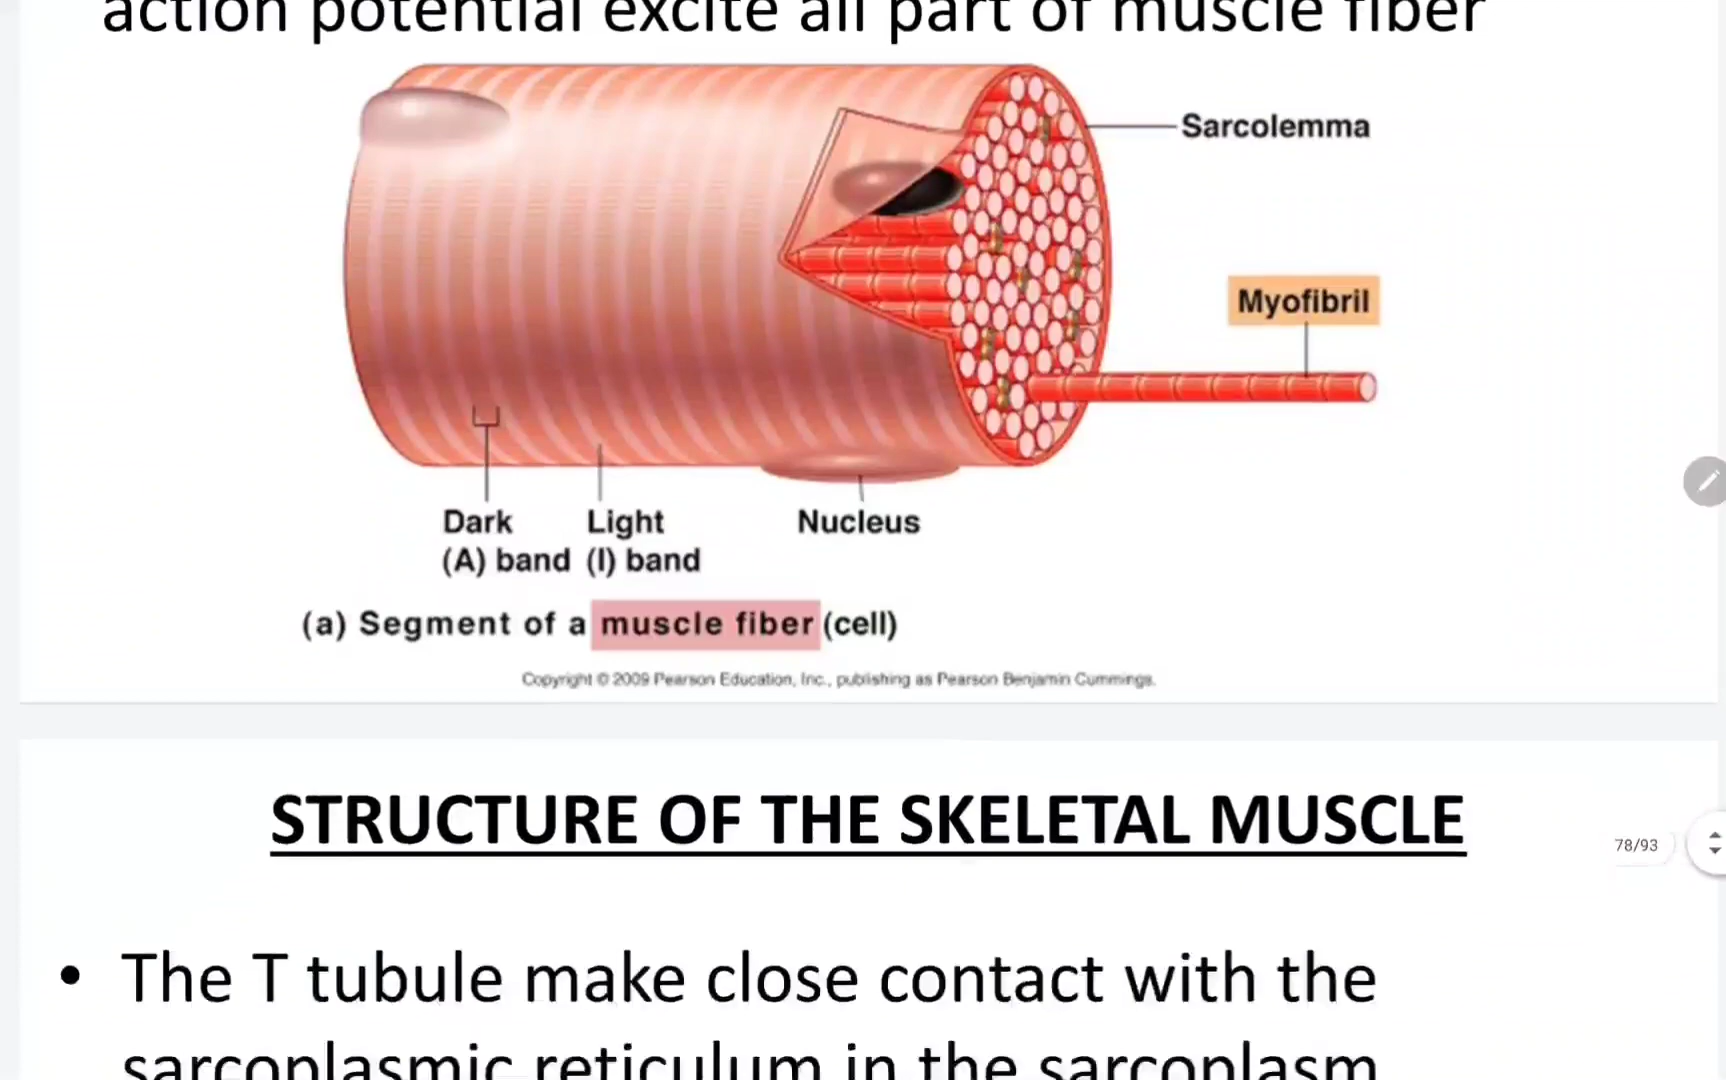 action potential excite all part of muscle fiber
Sarcolemma
Myofibril
Dark Light Nucleus
(A) band (I) band
(a) Segment of a muscle fiber (cell)
Copyright © 2009 Pearson Education, Inc., publishing as Pearson Benjamin Cummings.
STRUCTURE OF THE SKELETAL MUSCLE
78/93
• The T tubule make close contact with the
sarcoplasmic reticulum in the sarcoplasm